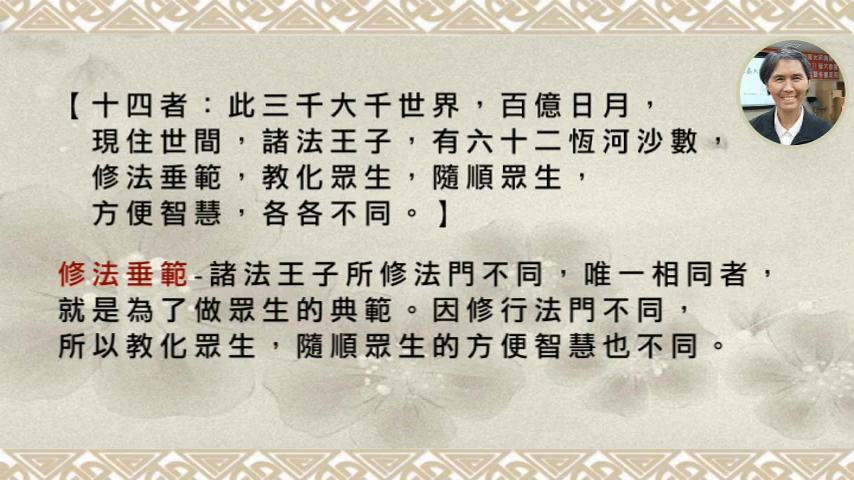 【十四者：此三千大千世界，百億日月，
現住世間，諸法王子，有六十二恆河沙數，
修法垂範，教化眾生，隨順眾生，
方便智慧，各各不同。】
修法垂範-諸法王子所修法門不同，唯一相同者，
就是為了做眾生的典範。因修行法門不同，
所以教化眾生，隨順眾生的方便智慧也不同。